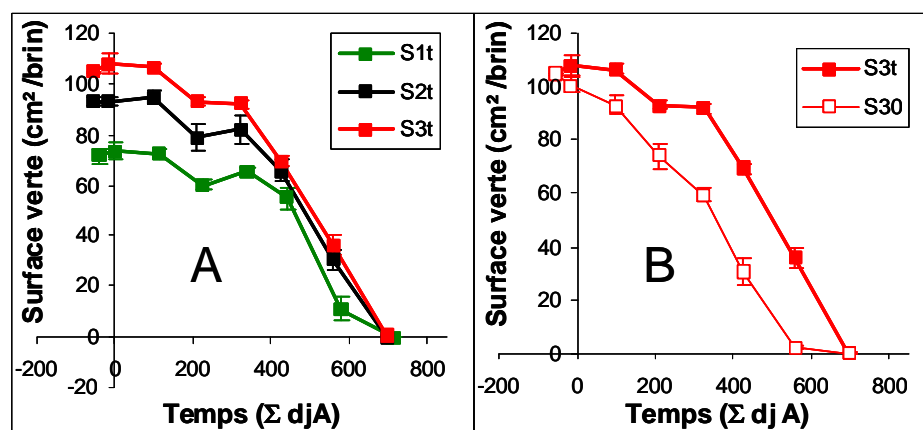 120
100
80
60
40
20
0
-20
-200
0
200
400
600
800
Surface verte (cm² /brin)
Temps (Σ djA)
S1t
S2t
S3t
A
120
100
80
60
40
20
0
-200
0
200
400
600
800
Surface verte (cm² /brin)
Temps (Σ dj A)
S3t
S30
B